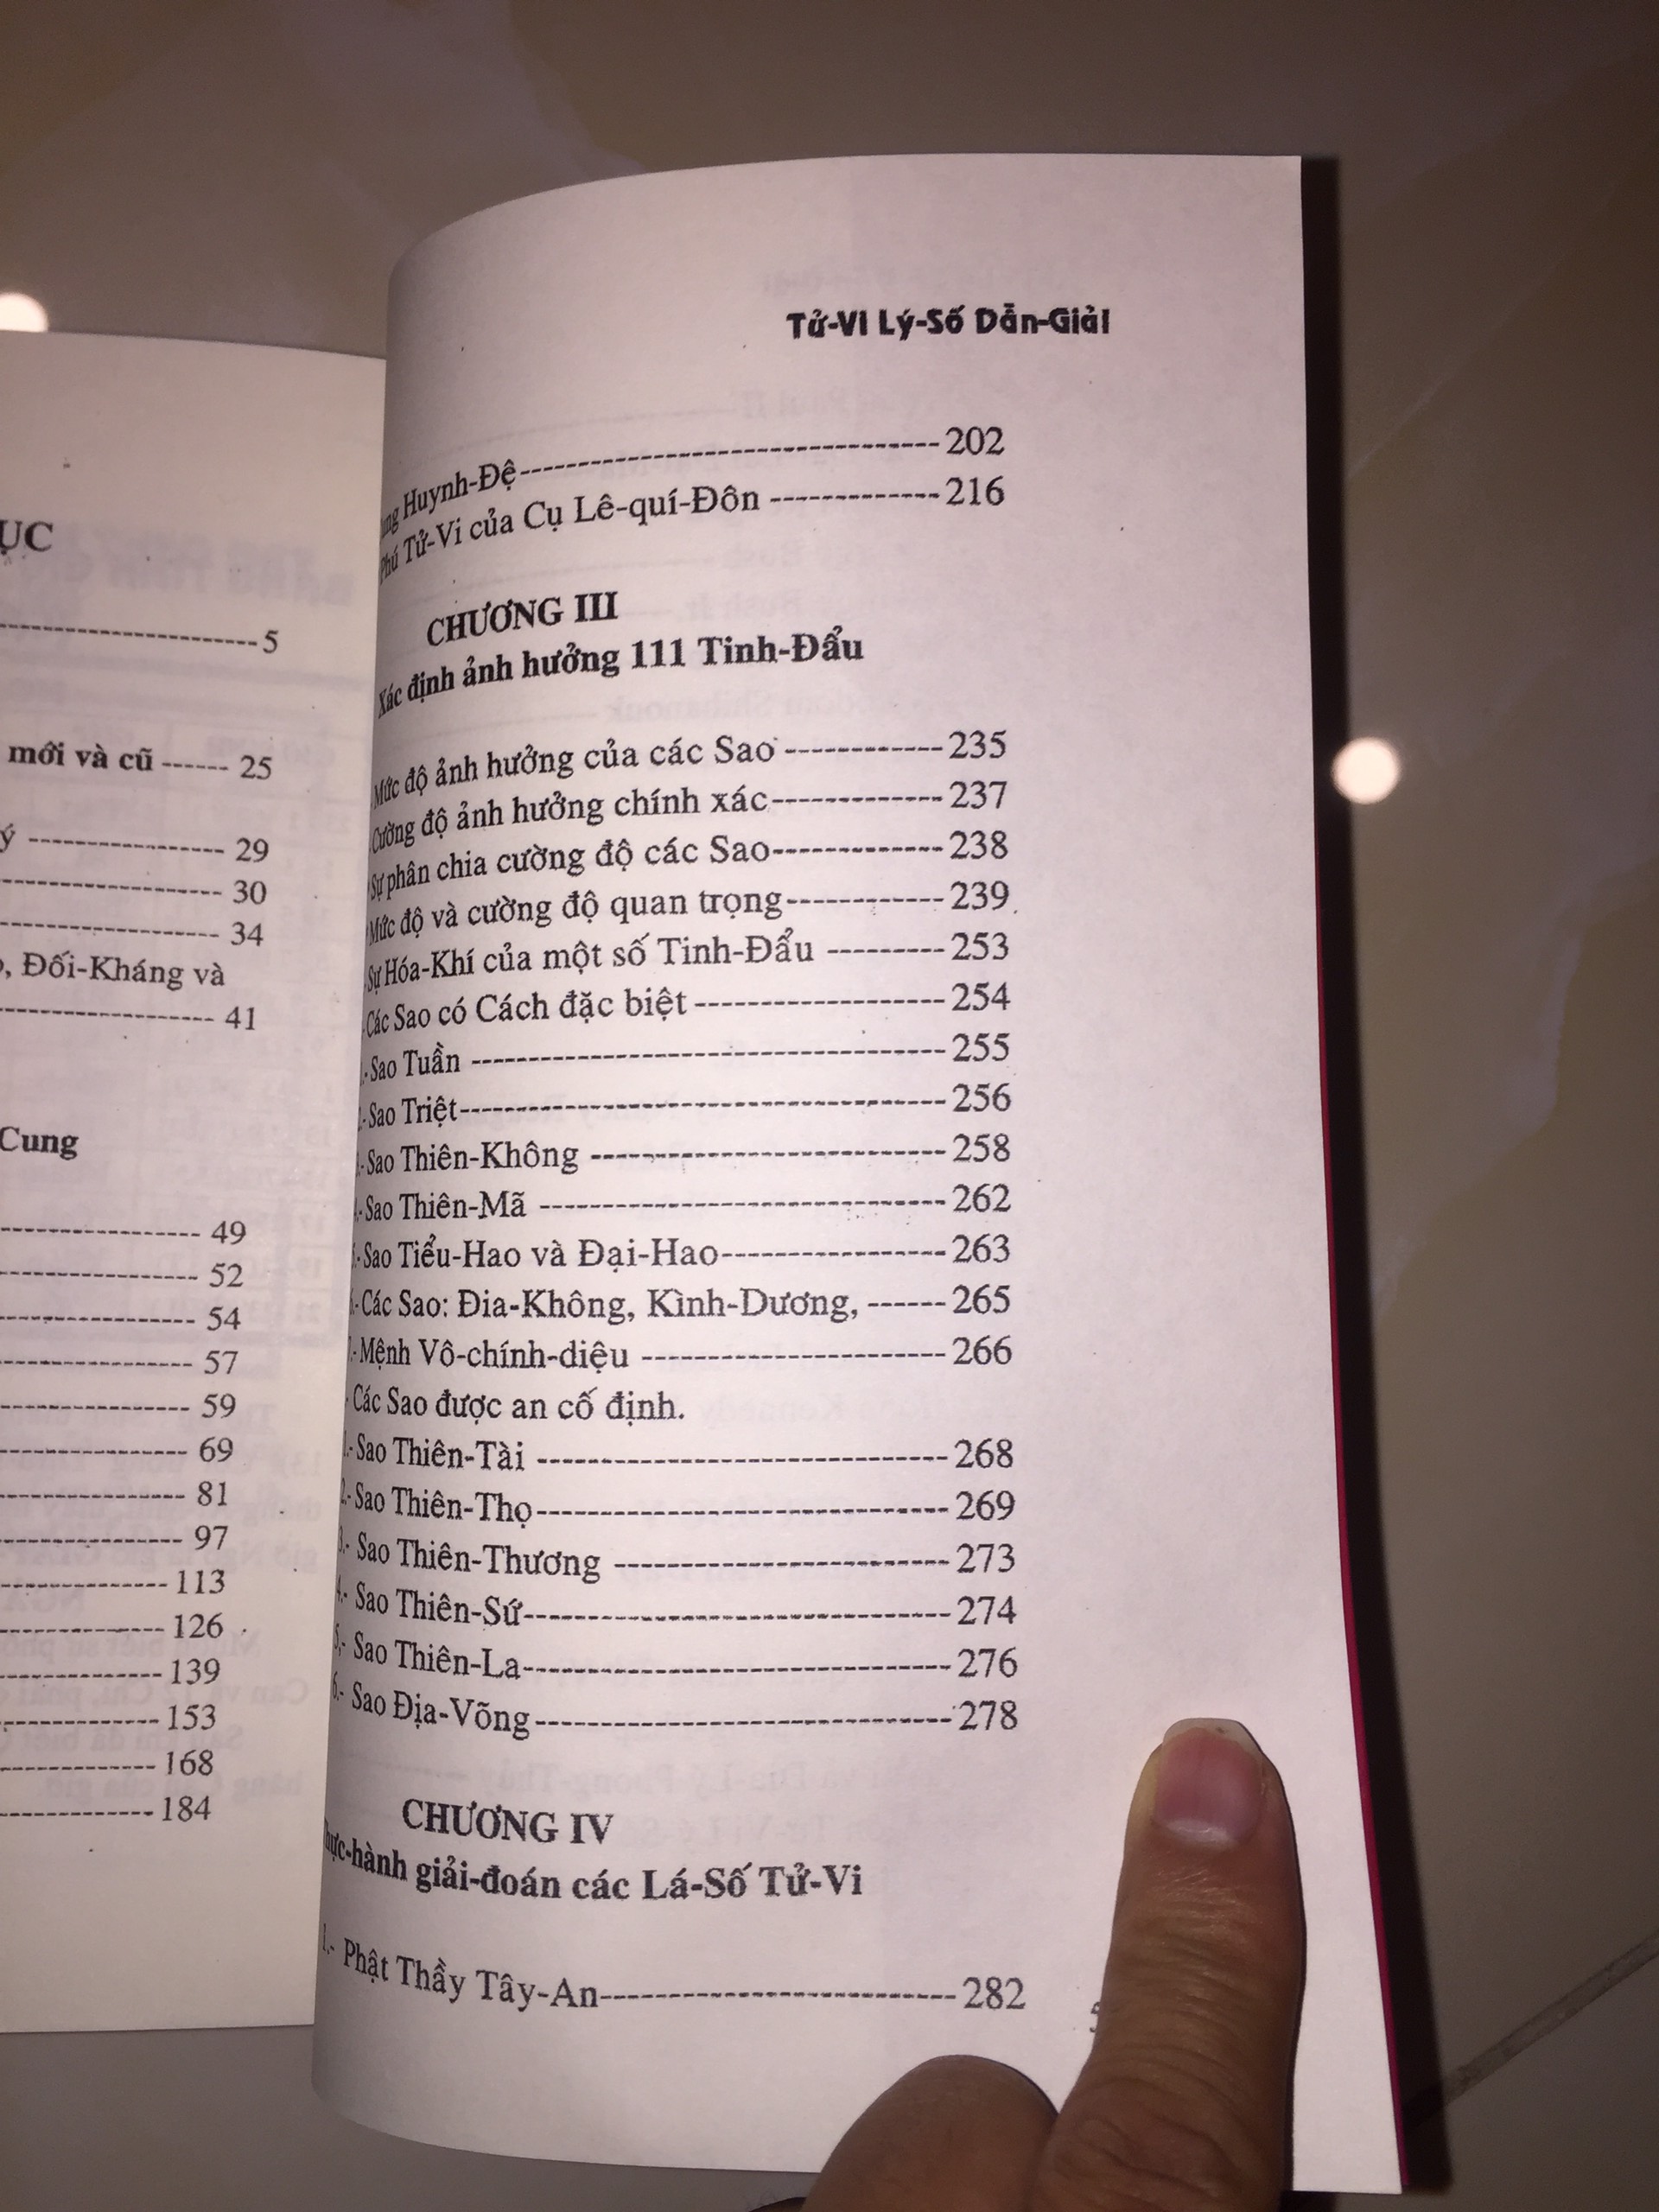 ỤC
5
mới và cũ ------ 25
ý ----------------- 29
------------------- 30
------------------- 34
, Đối-Kháng và
------------------- 41
Cung
------------------- 49
------------------- 52
------------------- 54
------------------- 57
------------------- 59
------------------- 69
------------------- 81
------------------- 97
---------------- 113
---------------- 126
---------------- 139
---------------- 153
---------------- 168
---------------- 184
Tử-Vi Lý-Số Dẫn-Giải
Huynh-Đệ--------------------------------202
Phú Tử-Vi của Cụ Lê-quí-Đôn -------------216
CHƯƠNG III
Xác định ảnh hưởng 111 Tinh-Đẩu
Mức độ ảnh hưởng của các Sao ------------235
Cường độ ảnh hưởng chính xác-------------237
Sự phân chia cường độ các Sao-------------238
Mức độ và cường độ quan trọng------------239
Sự Hóa-Khí của một số Tinh-Đẩu ---------253
Các Sao có Cách đặc biệt -------------------254
.- Sao Tuần ------------------------------------255
.- Sao Triệt-------------------------------------256
.- Sao Thiên-Không ---------------------------258
.- Sao Thiên-Mã -------------------------------262
.- Sao Tiểu-Hao và Đại-Hao-----------------263
.- Các Sao: Đia-Không, Kình-Dương, ------265
.- Mệnh Vô-chính-diệu -----------------------266
Các Sao được an cố định.
1.- Sao Thiên-Tài -------------------------------268
2.- Sao Thiên-Thọ-------------------------------269
3.- Sao Thiên-Thương -------------------------273
4.- Sao Thiên-Sứ--------------------------------274
5,- Sao Thiên-La--------------------------------276
6.- Sao Địa-Võng-------------------------------278
CHƯƠNG IV
Thực-hành giải-đoán các Lá-Số Tử-Vi
1.- Phật Thầy Tây-An--------------------------282